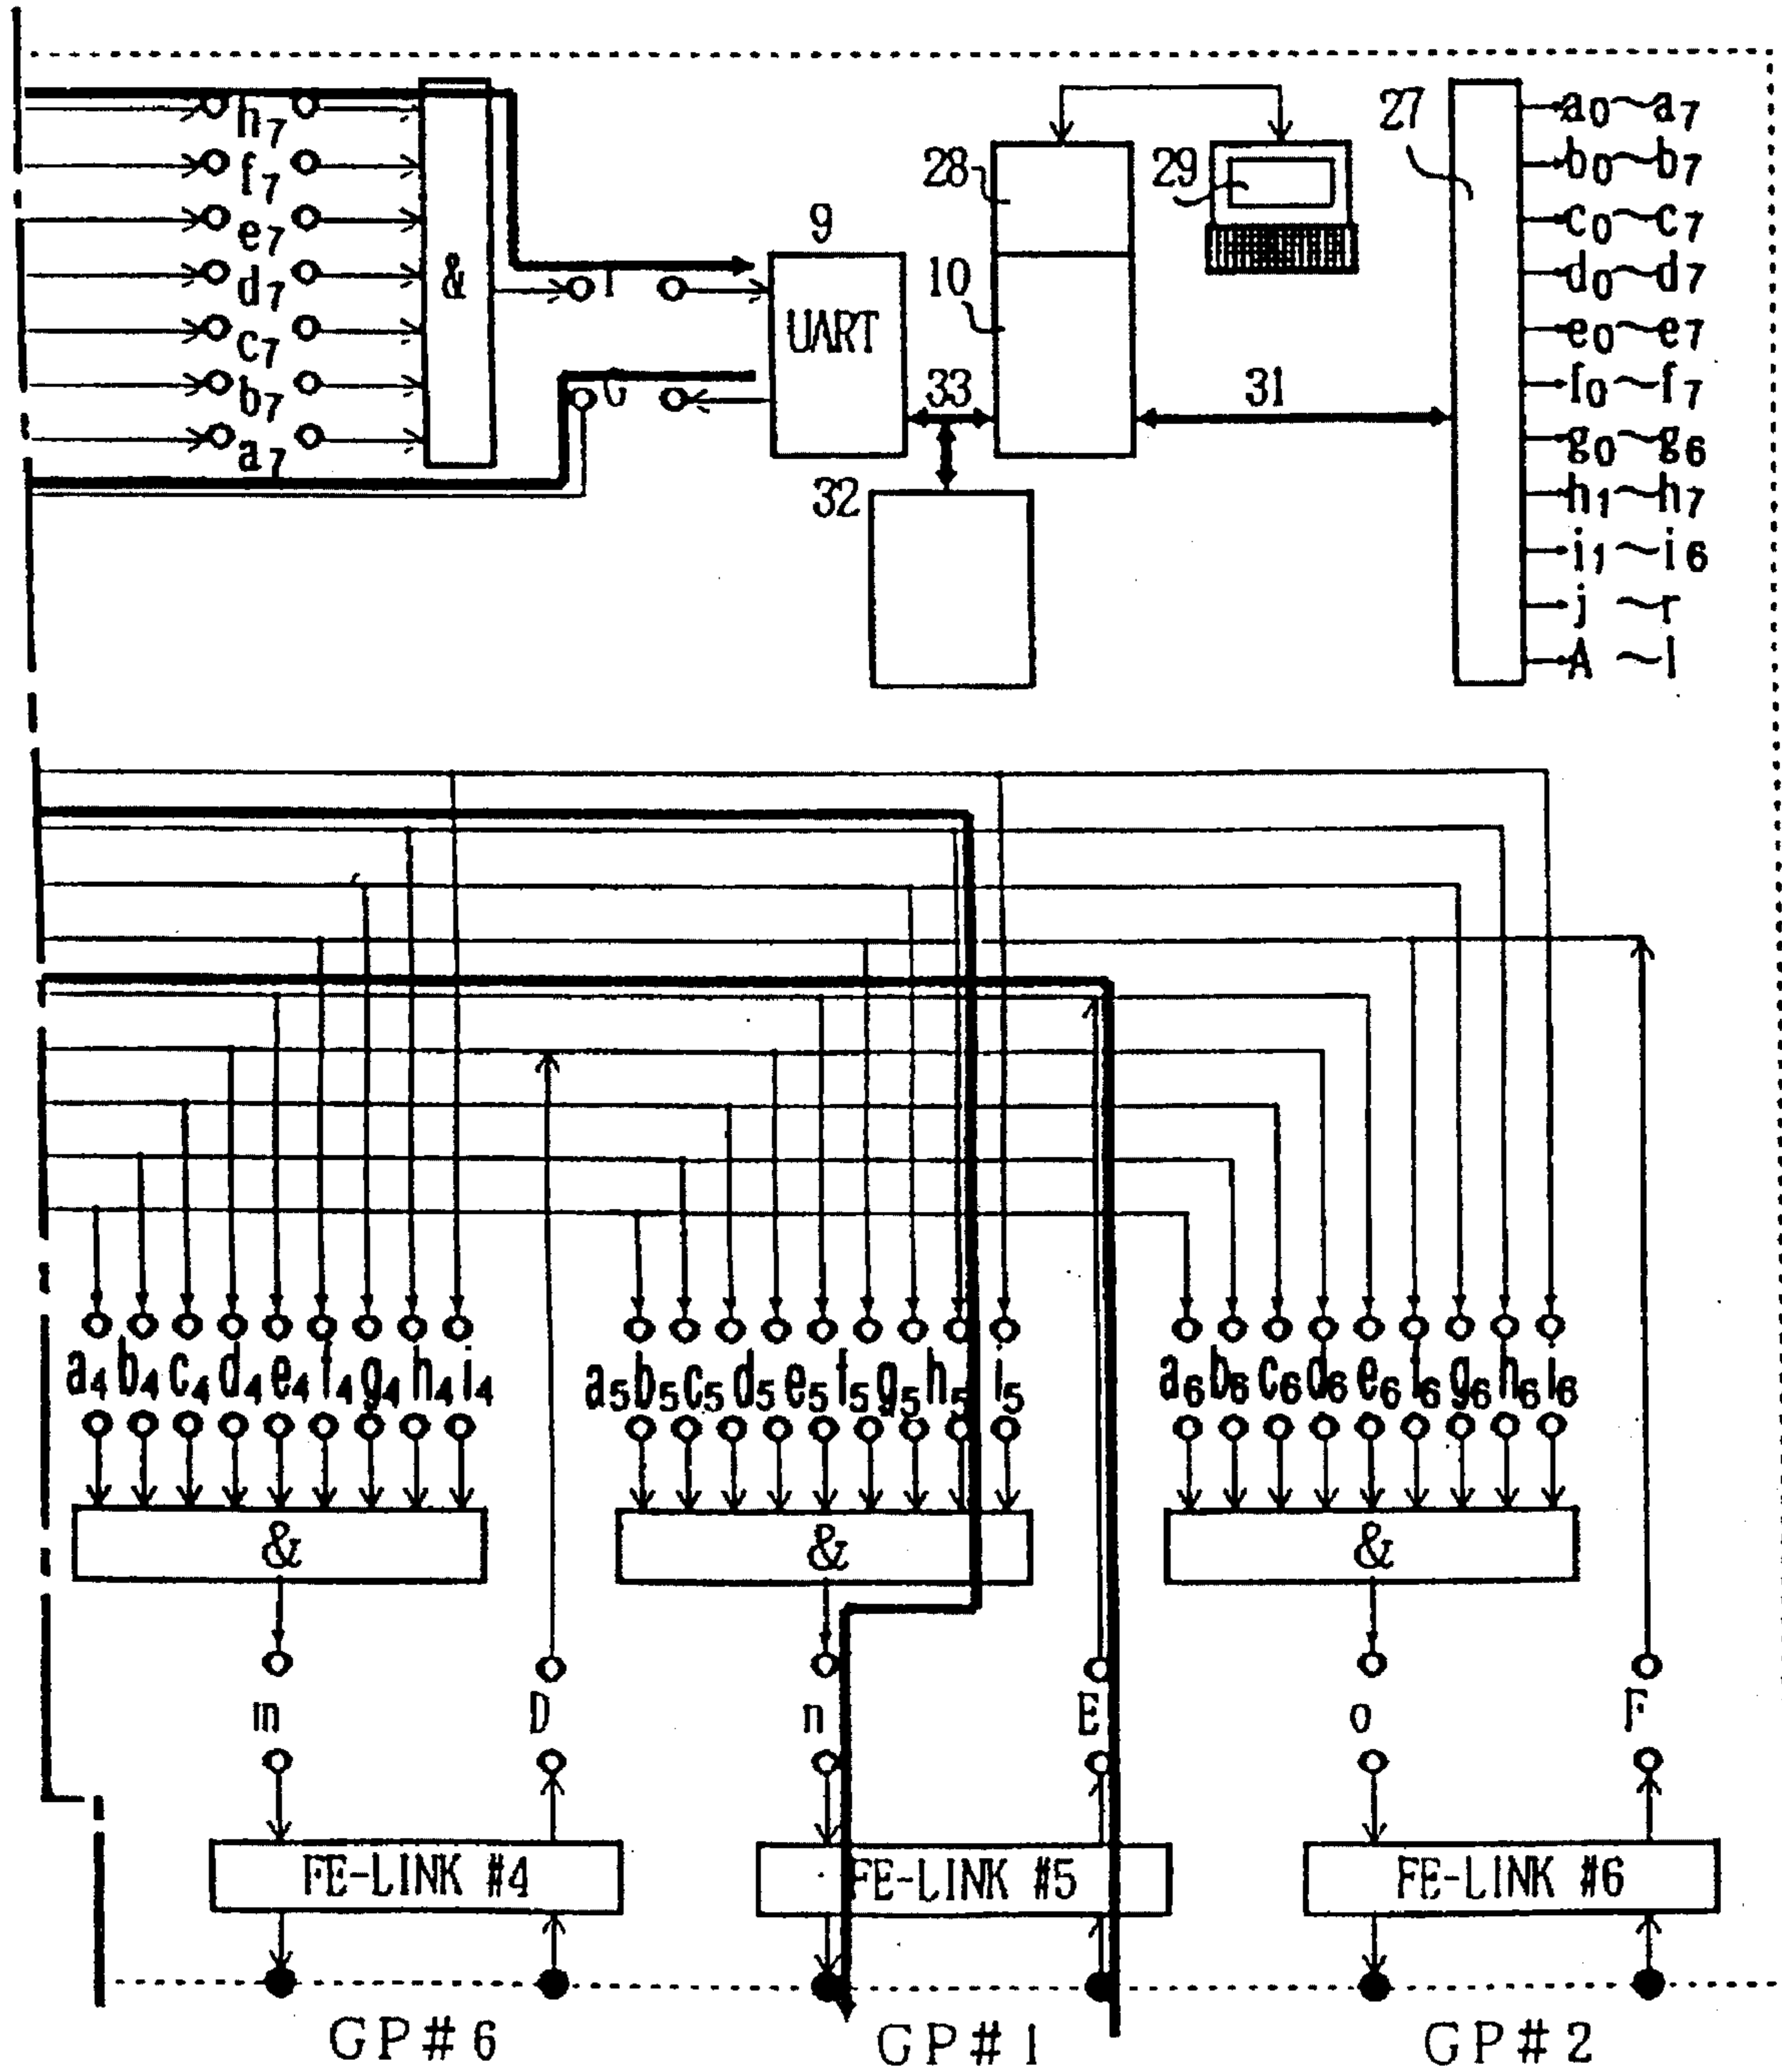 h7
f7
e7
d7
c7
b7
a7
&
I
G
9
UART
28
10
33
32
29
31
27
a0~a7
b0~b7
c0~c7
d0~d7
e0~e7
f0~f7
g0~g6
h1~h7
i1~i6
j ~r
A ~I
a4 b4 c4 d4 e4 f4 g4 h4 i4
a5 b5 c5 d5 e5 f5 g5 h5 i5
a6 b6 c6 d6 e6 f6 g6 h6 i6
& & &
m D n E o F
FE-LINK #4 FE-LINK #5 FE-LINK #6
GP#6 GP#1 GP#2